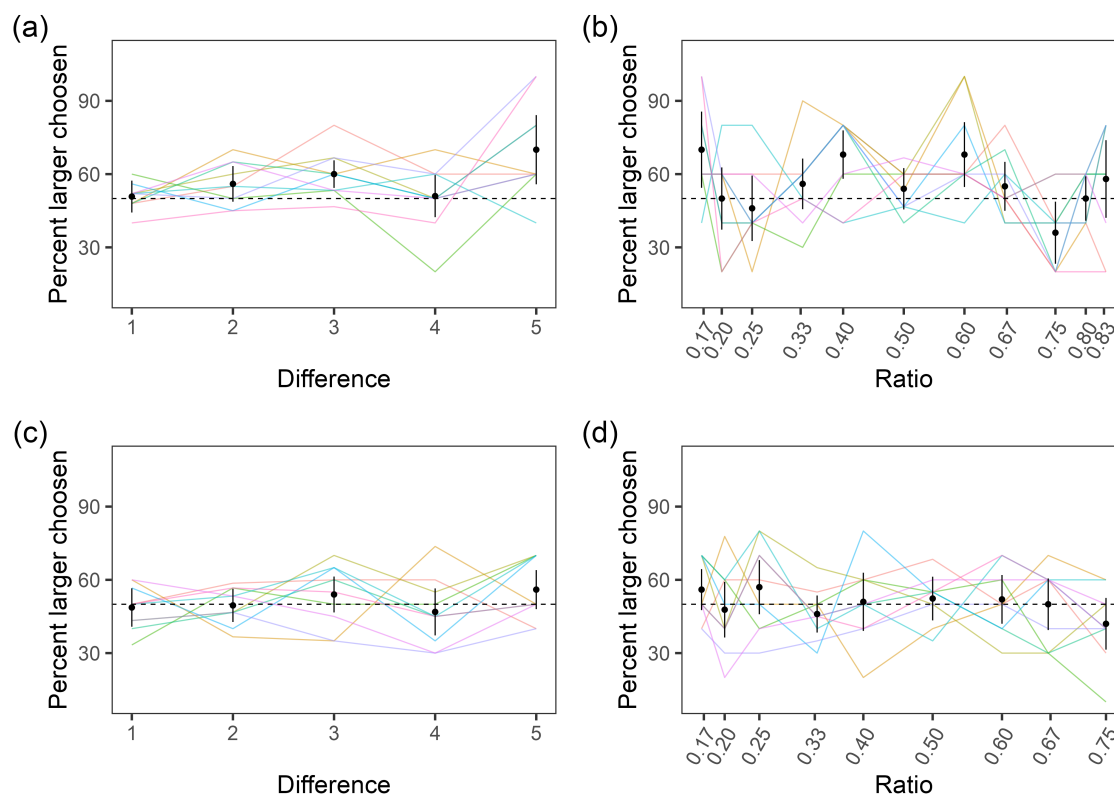 (a)
Percent larger choosen
90
60
30
1 2 3 4 5
Difference
(b)
Percent larger choosen
90
60
30
0.17 0.20 0.25 0.33 0.40 0.50 0.60 0.67 0.75 0.80 0.83
Ratio
(c)
Percent larger choosen
90
60
30
1 2 3 4 5
Difference
(d)
Percent larger choosen
90
60
30
0.17 0.20 0.25 0.33 0.40 0.50 0.60 0.67 0.75
Ratio